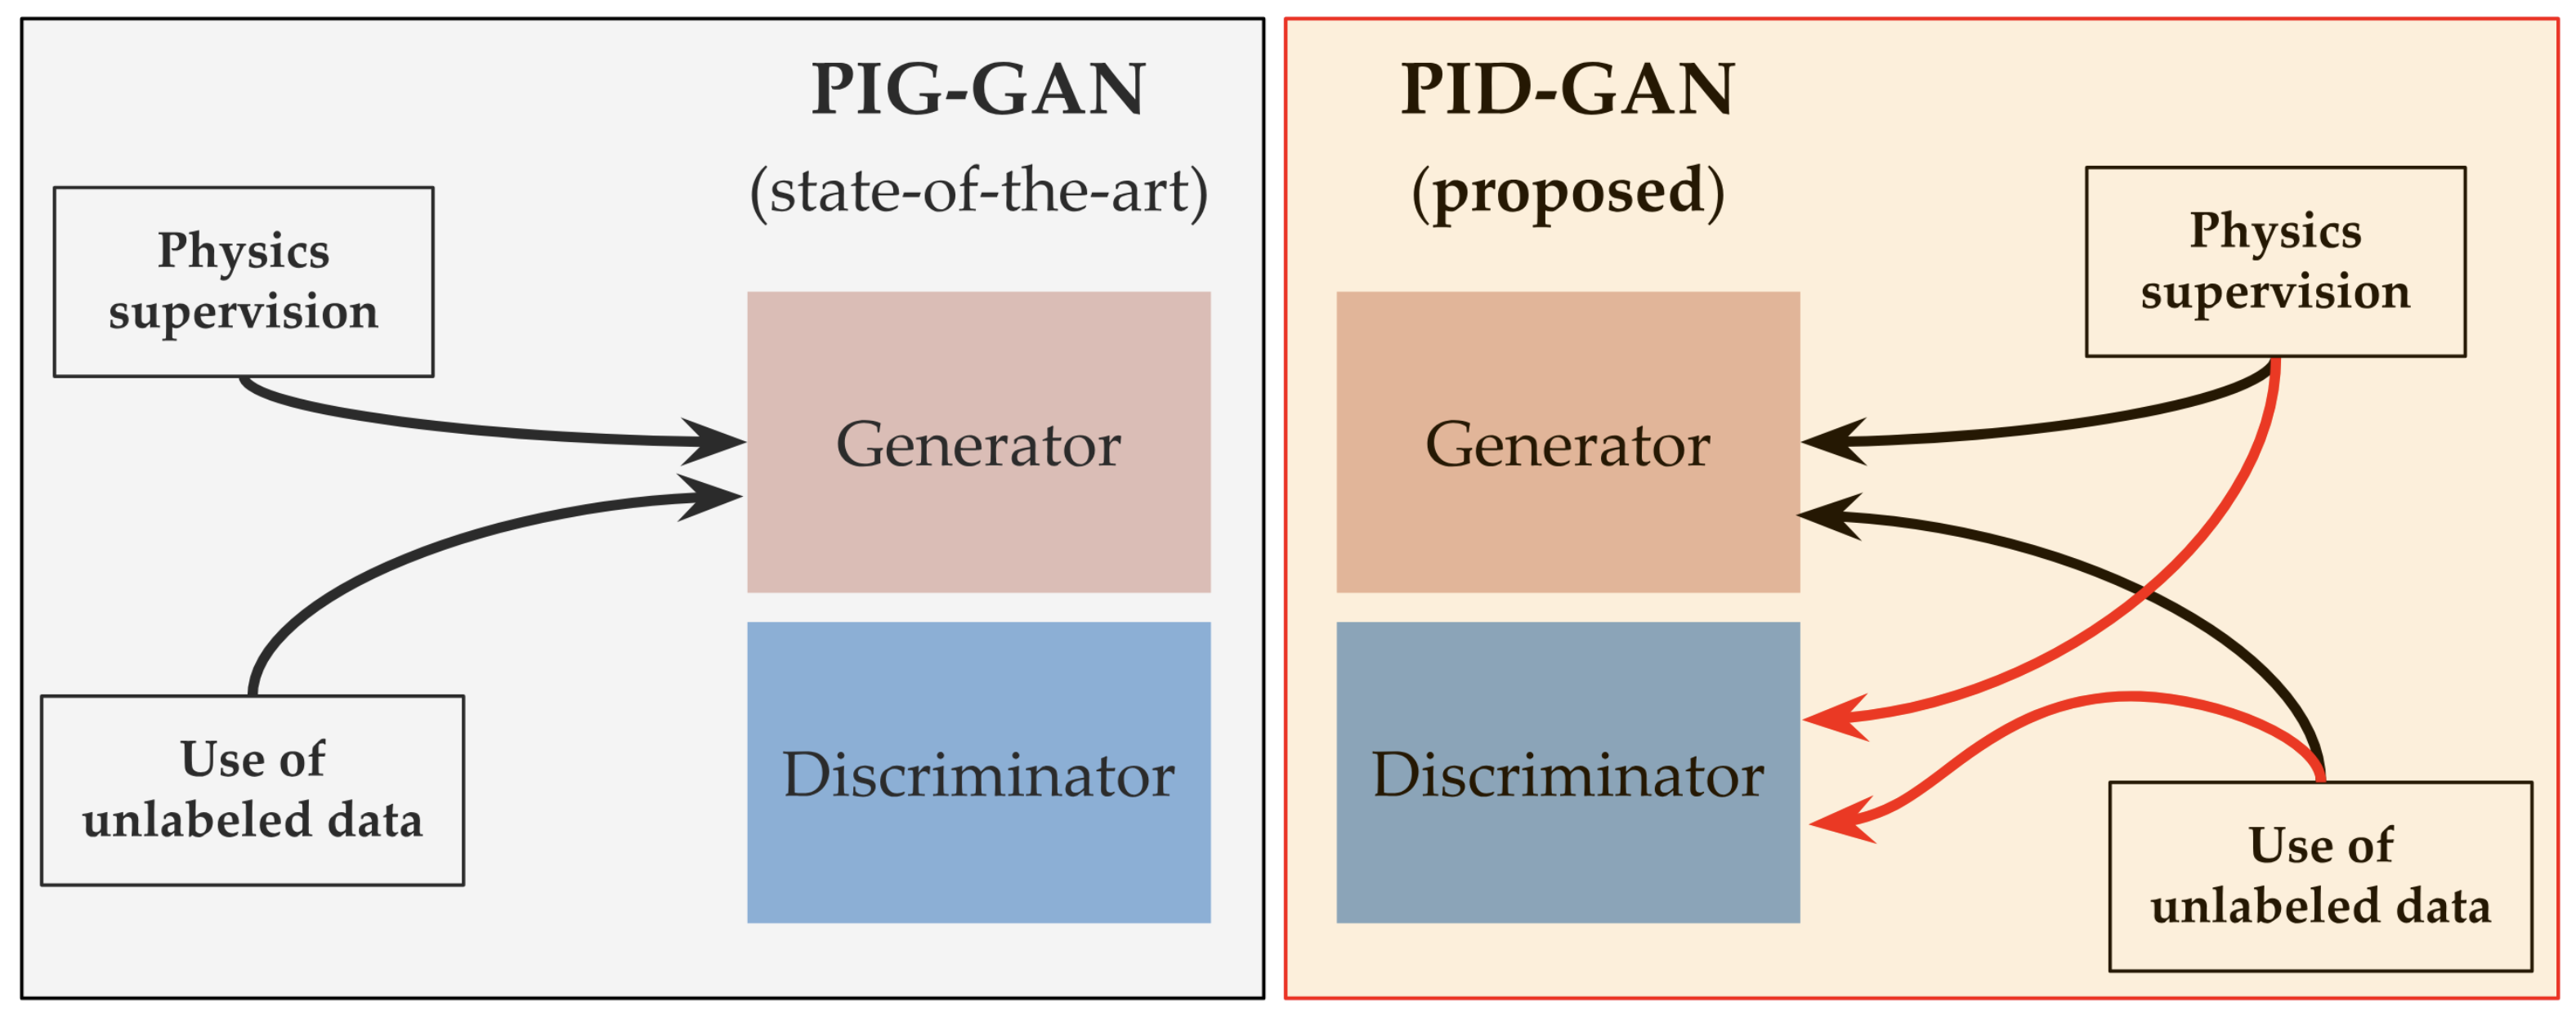 PIG-GAN
(state-of-the-art)
Physics
supervision
Generator
Use of
unlabeled data
Discriminator
PID-GAN
(proposed)
Physics
supervision
Generator
Discriminator
Use of
unlabeled data